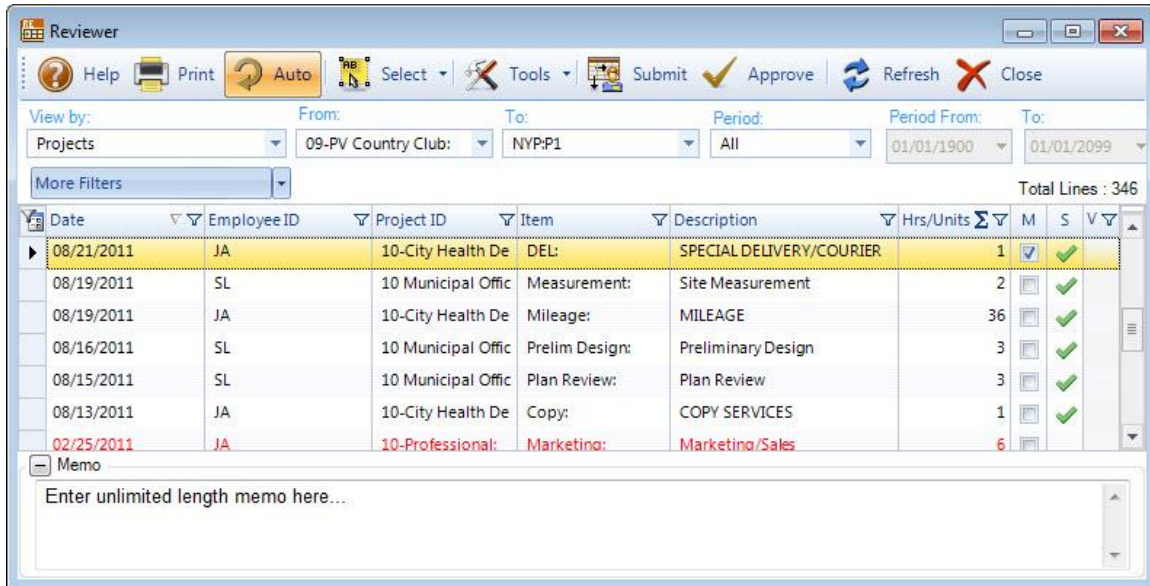 Reviewer
Help Print Auto Select Tools Submit Approve Refresh Close
View by: From: To: Period: Period From: To:
Projects 09-PV Country Club: NYP:P1 All 01/01/1900 01/01/2099
More Filters
Total Lines : 346
Date Employee ID Project ID Item Description Hrs/Units Σ M S V
08/21/2011 JA 10-City Health De DEL: SPECIAL DELIVERY/COURIER 1
08/19/2011 SL 10 Municipal Offic Measurement: Site Measurement 2
08/19/2011 JA 10-City Health De Mileage: MILEAGE 36
08/16/2011 SL 10 Municipal Offic Prelim Design: Preliminary Design 3
08/15/2011 SL 10 Municipal Offic Plan Review: Plan Review 3
08/13/2011 JA 10-City Health De Copy: COPY SERVICES 1
02/25/2011 JA 10-Professional: Marketing: Marketing/Sales 6
Memo
Enter unlimited length memo here...